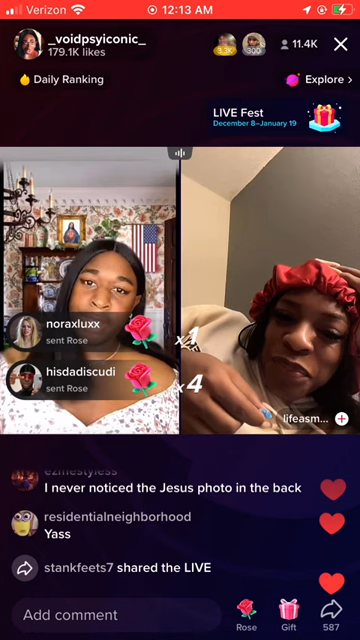 Verizon
12:13 AM
_voidpsyiconic_
179.1K likes
300
11.4K
Daily Ranking
Explore >
LIVE Fest
December 8–January 19
noraxluxx
sent Rose
x1
hisdadiscudi
sent Rose
x4
lifeasm...
I never noticed the Jesus photo in the back
residentialneighborhood
Yass
stankfeets7 shared the LIVE
Add comment
Rose
Gift
587